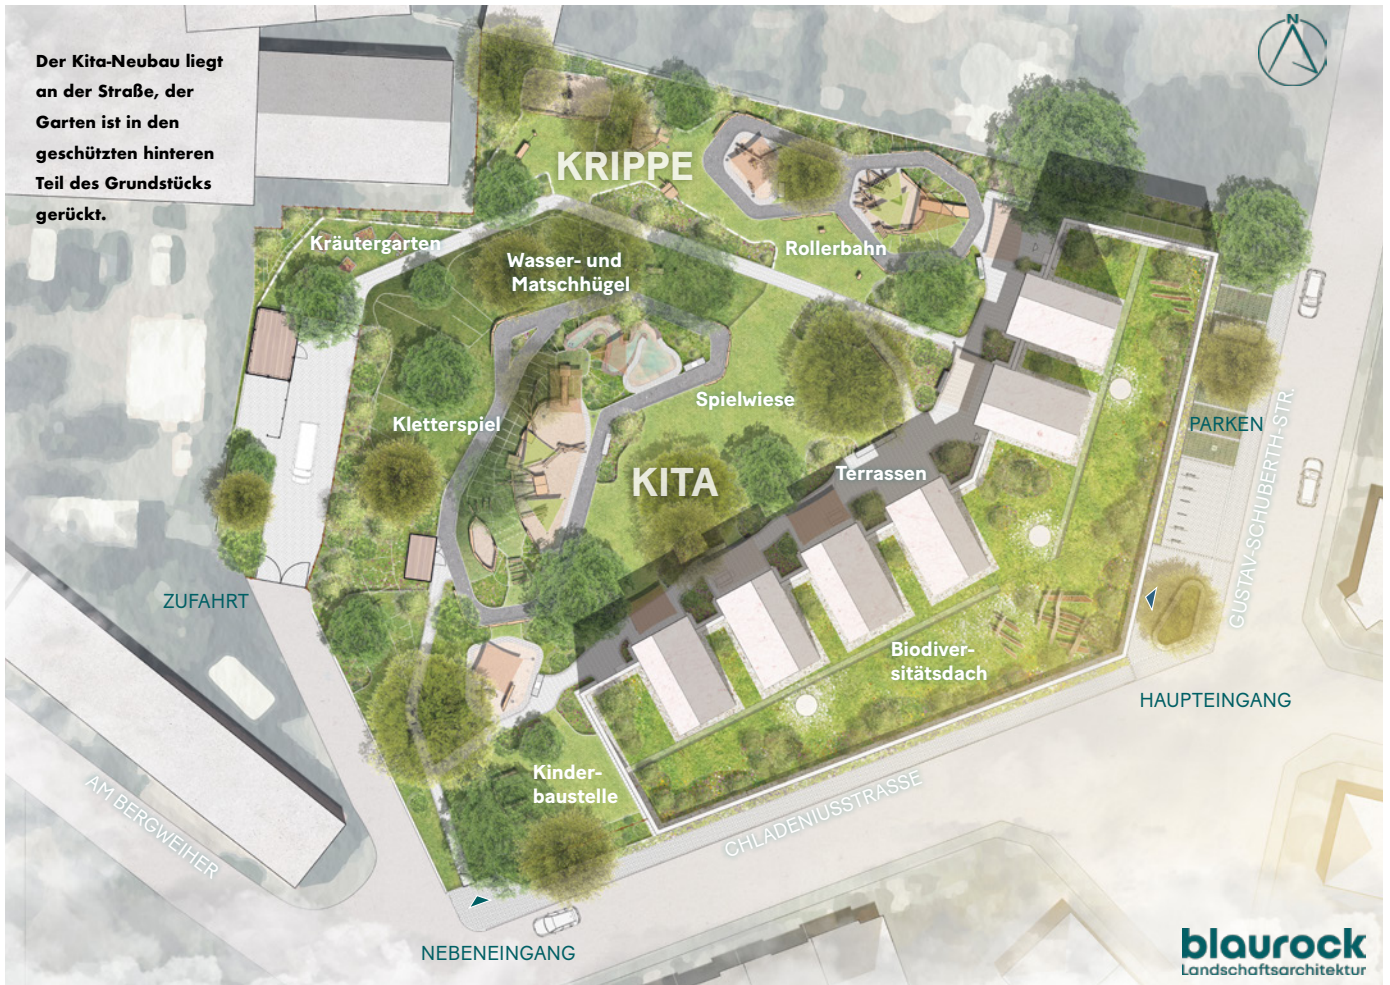 Der Kita-Neubau liegt
an der Straße, der
Garten ist in den
geschützten hinteren
Teil des Grundstücks
gerückt.
N
KRIPPE
Kräutergarten
Rollerbahn
Wasser- und
Matschhügel
Spielwiese
Kletterspiel
PARKEN
KITA
Terrassen
GUSTAV-SCHUBERTH-STR.
ZUFAHRT
Biodiver-
sitätsdach
HAUPTEINGANG
Kinder-
baustelle
AM BERGWEIHER
CHLADENIUSSTRASSE
NEBENEINGANG
blaurock
Landschaftsarchitektur